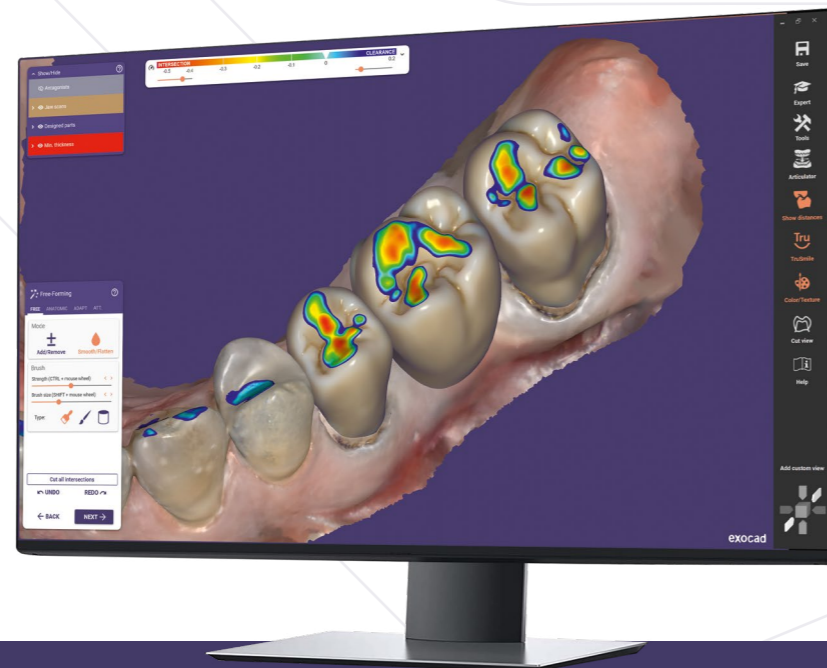 Show/Hide
Antagonists
Jaw scans
Designed parts
Min. thickness
INTERSECTION
CLEARANCE
-0.5 -0.4 -0.3 -0.2 -0.1 0 0.2
Save
Expert
Tools
Articulator
Show distances
Tru
TruSmile
Color/Texture
Cut view
Help
Add custom view
Free-Forming
FREE ANATOMIC ADAPT ATT.
Mode
Add/Remove Smooth/Flatten
Brush
Strength (CTRL + mouse wheel)
Brush size (SHIFT + mouse wheel)
Type:
Cut all intersections
UNDO REDO
BACK NEXT
exocad